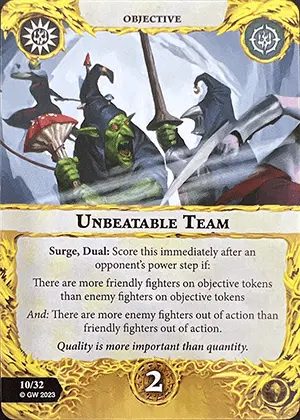 OBJECTIVE
UNBEATABLE TEAM
Surge, Dual: Score this immediately after an
opponent's power step if:
There are more friendly fighters on objective tokens
than enemy fighters on objective tokens
And: There are more enemy fighters out of action than
friendly fighters out of action.
Quality is more important than quantity.
10/32
© GW 2023
2